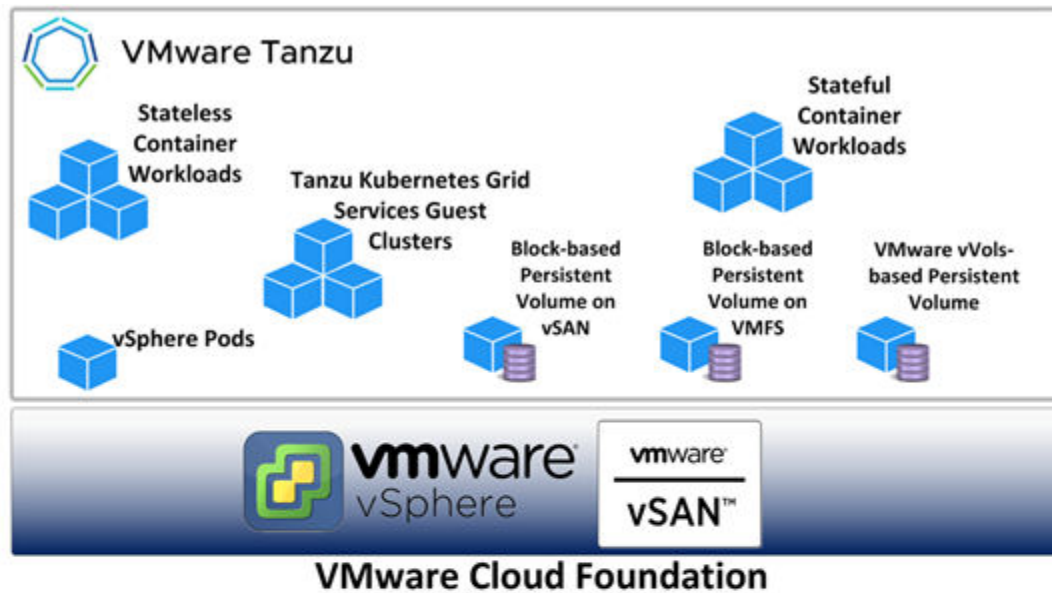 VMware Tanzu
Stateless
Container
Workloads
Stateful
Container
Workloads
Tanzu Kubernetes Grid
Services Guest
Clusters
Block-based
Persistent
Volume on
vSAN
Block-based
Persistent
Volume on
VMFS
VMware vVols-
based Persistent
Volume
vSphere Pods
vmware
vSphere
vmware
vSAN™
VMware Cloud Foundation